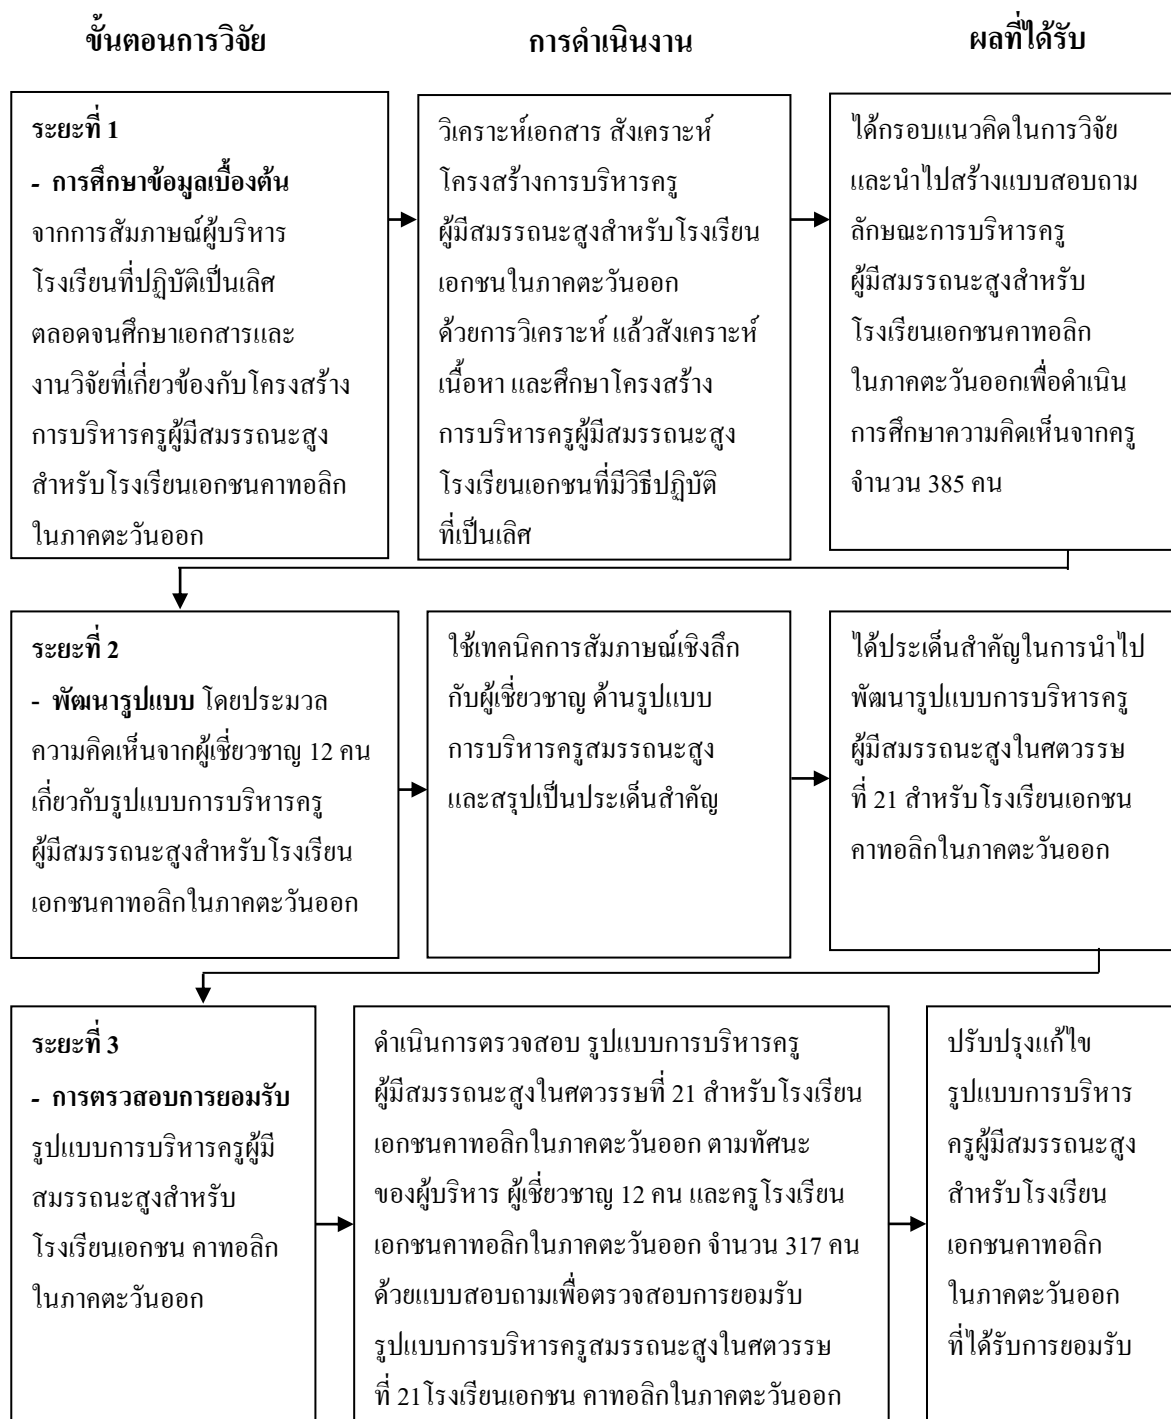 ขั้นตอนการวิจัย
การดำเนินงาน
ผลที่ได้รับ
ระยะที่ 1
- การศึกษาข้อมูลเบื้องต้น
จากการสัมภาษณ์ผู้บริหาร
โรงเรียนที่ปฏิบัติเป็นเลิศ
ตลอดจนศึกษาเอกสารและ
งานวิจัยที่เกี่ยวข้องกับโครงสร้าง
การบริหารครูผู้มีสมรรถนะสูง
สำหรับโรงเรียนเอกชนคาทอลิก
ในภาคตะวันออก
วิเคราะห์เอกสาร สังเคราะห์
โครงสร้างการบริหารครู
ผู้มีสมรรถนะสูงสำหรับโรงเรียน
เอกชนในภาคตะวันออก
ด้วยการวิเคราะห์ แล้วสังเคราะห์
เนื้อหา และศึกษาโครงสร้าง
การบริหารครูผู้มีสมรรถนะสูง
โรงเรียนเอกชนที่มีวิธีปฏิบัติ
ที่เป็นเลิศ
ได้กรอบแนวคิดในการวิจัย
และนำไปสร้างแบบสอบถาม
ลักษณะการบริหารครู
ผู้มีสมรรถนะสูงสำหรับ
โรงเรียนเอกชนคาทอลิก
ในภาคตะวันออกเพื่อดำเนิน
การศึกษาความคิดเห็นจากครู
จำนวน 385 คน
ระยะที่ 2
- พัฒนารูปแบบ โดยประมวล
ความคิดเห็นจากผู้เชี่ยวชาญ 12 คน
เกี่ยวกับรูปแบบการบริหารครู
ผู้มีสมรรถนะสูงสำหรับโรงเรียน
เอกชนคาทอลิกในภาคตะวันออก
ใช้เทคนิคการสัมภาษณ์เชิงลึก
กับผู้เชี่ยวชาญ ด้านรูปแบบ
การบริหารครูสมรรถนะสูง
และสรุปเป็นประเด็นสำคัญ
ได้ประเด็นสำคัญในการนำไป
พัฒนารูปแบบการบริหารครู
ผู้มีสมรรถนะสูงในศตวรรษ
ที่ 21 สำหรับโรงเรียนเอกชน
คาทอลิกในภาคตะวันออก
ระยะที่ 3
- การตรวสอบการยอมรับ
รูปแบบการบริหารครูผู้มี
สมรรถนะสูงสำหรับ
โรงเรียนเอกชน คาทอลิก
ในภาคตะวันออก
ดำเนินการตรวจสอบ รูปแบบการบริหารครู
ผู้มีสมรรถนะสูงในศตวรรษที่ 21 สำหรับโรงเรียน
เอกชนคาทอลิกในภาคตะวันออก ตามทัศนะ
ของผู้บริหาร ผู้เชี่ยวชาญ 12 คน และครูโรงเรียน
เอกชนคาทอลิกในภาคตะวันออก จำนวน 317 คน
ด้วยแบบสอบถามเพื่อตรวจสอบการยอมรับ
รูปแบบการบริหารครูสมรรถนะสูงในศตวรรษ
ที่ 21โรงเรียนเอกชน คาทอลิกในภาคตะวันออก
ปรับปรุงแก้ไข
รูปแบบการบริหาร
ครูผู้มีสมรรถนะสูง
สำหรับโรงเรียน
เอกชนคาทอลิก
ในภาคตะวันออก
ที่ได้รับการยอมรับ